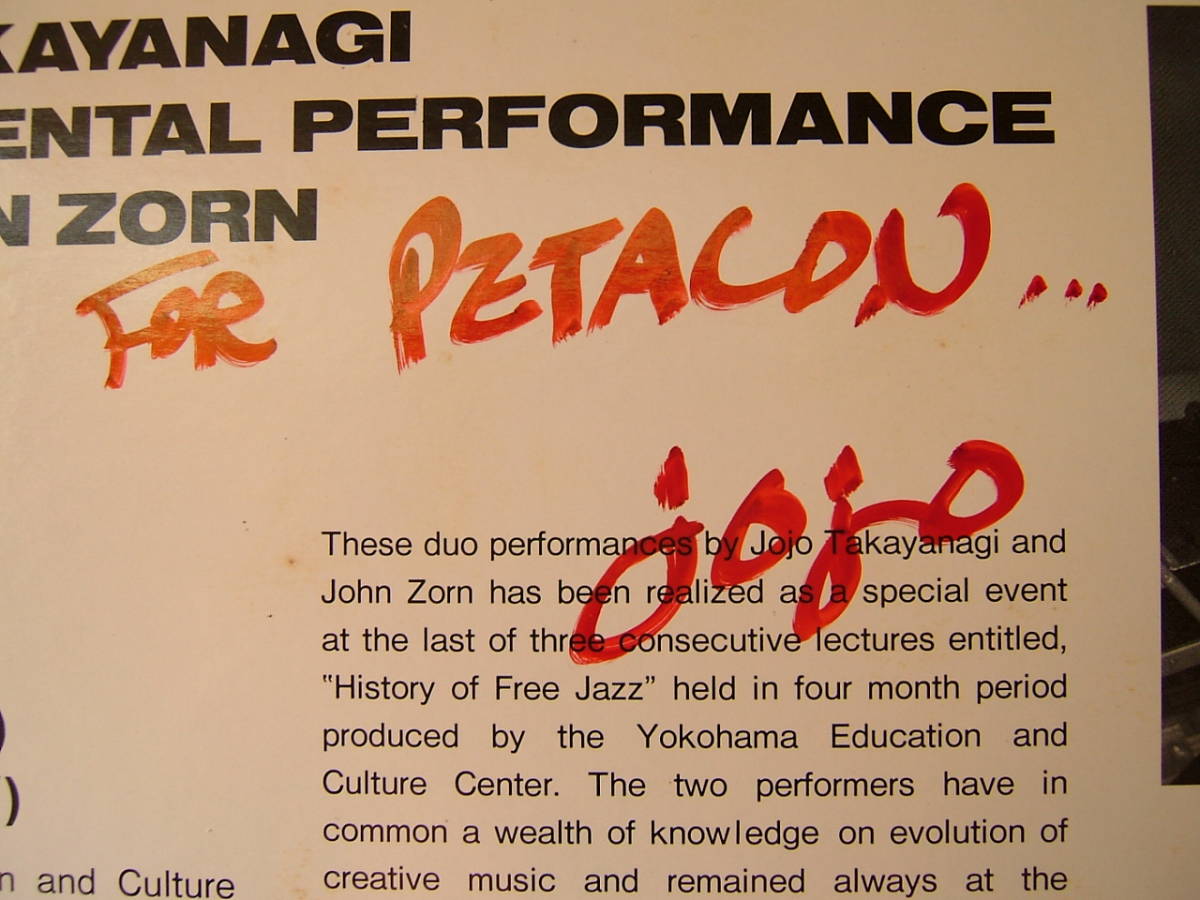 KAYANAGI
ENTAL PERFORMANCE
N ZORN
FOR PETACOU...
jojo
These duo performances by Jojo Takayanagi and
John Zorn has been realized as a special event
at the last of three consecutive lectures entitled,
"History of Free Jazz" held in four month period
produced by the Yokohama Education and
Culture Center. The two performers have in
common a wealth of knowledge on evolution of
creative music and remained always at the
)
n and Culture